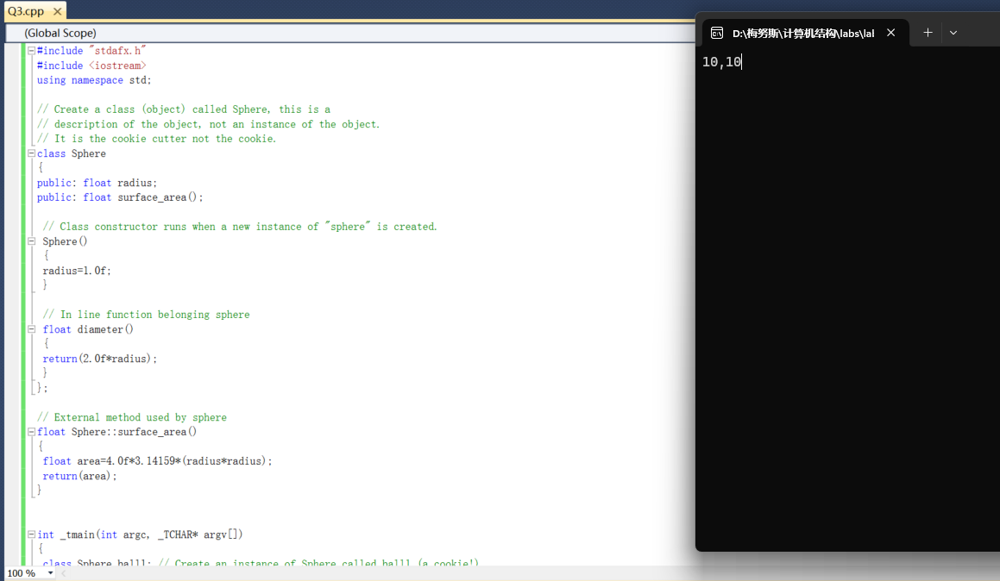 Q3.cpp
(Global Scope)
#include "stdafx.h"
#include <iostream>
using namespace std;
// Create a class (object) called Sphere, this is a
// description of the object, not an instance of the object.
// It is the cookie cutter not the cookie.
class Sphere
{
public: float radius;
public: float surface_area();
// Class constructor runs when a new instance of "sphere" is created.
Sphere()
{
radius=1.0f;
}
// In line function belonging sphere
float diameter()
{
return(2.0f*radius);
}
};
// External method used by sphere
float Sphere::surface_area()
{
float area=4.0f*3.14159*(radius*radius);
return(area);
}
int _tmain(int argc, _TCHAR* argv[])
{
class Sphere ball1; // Create an instance of Sphere called ball1 (a cookie!)
100 %
D:\梅努斯\计算机结构\labs\lal
10,10